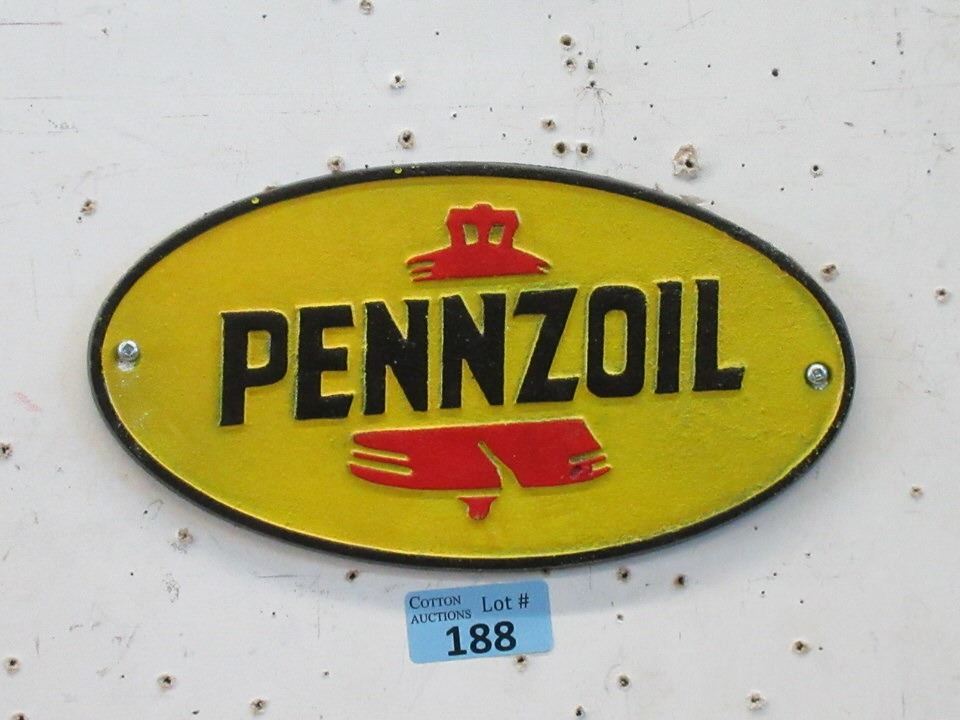 PENNZOIL
COTTON
AUCTIONS Lot #
188